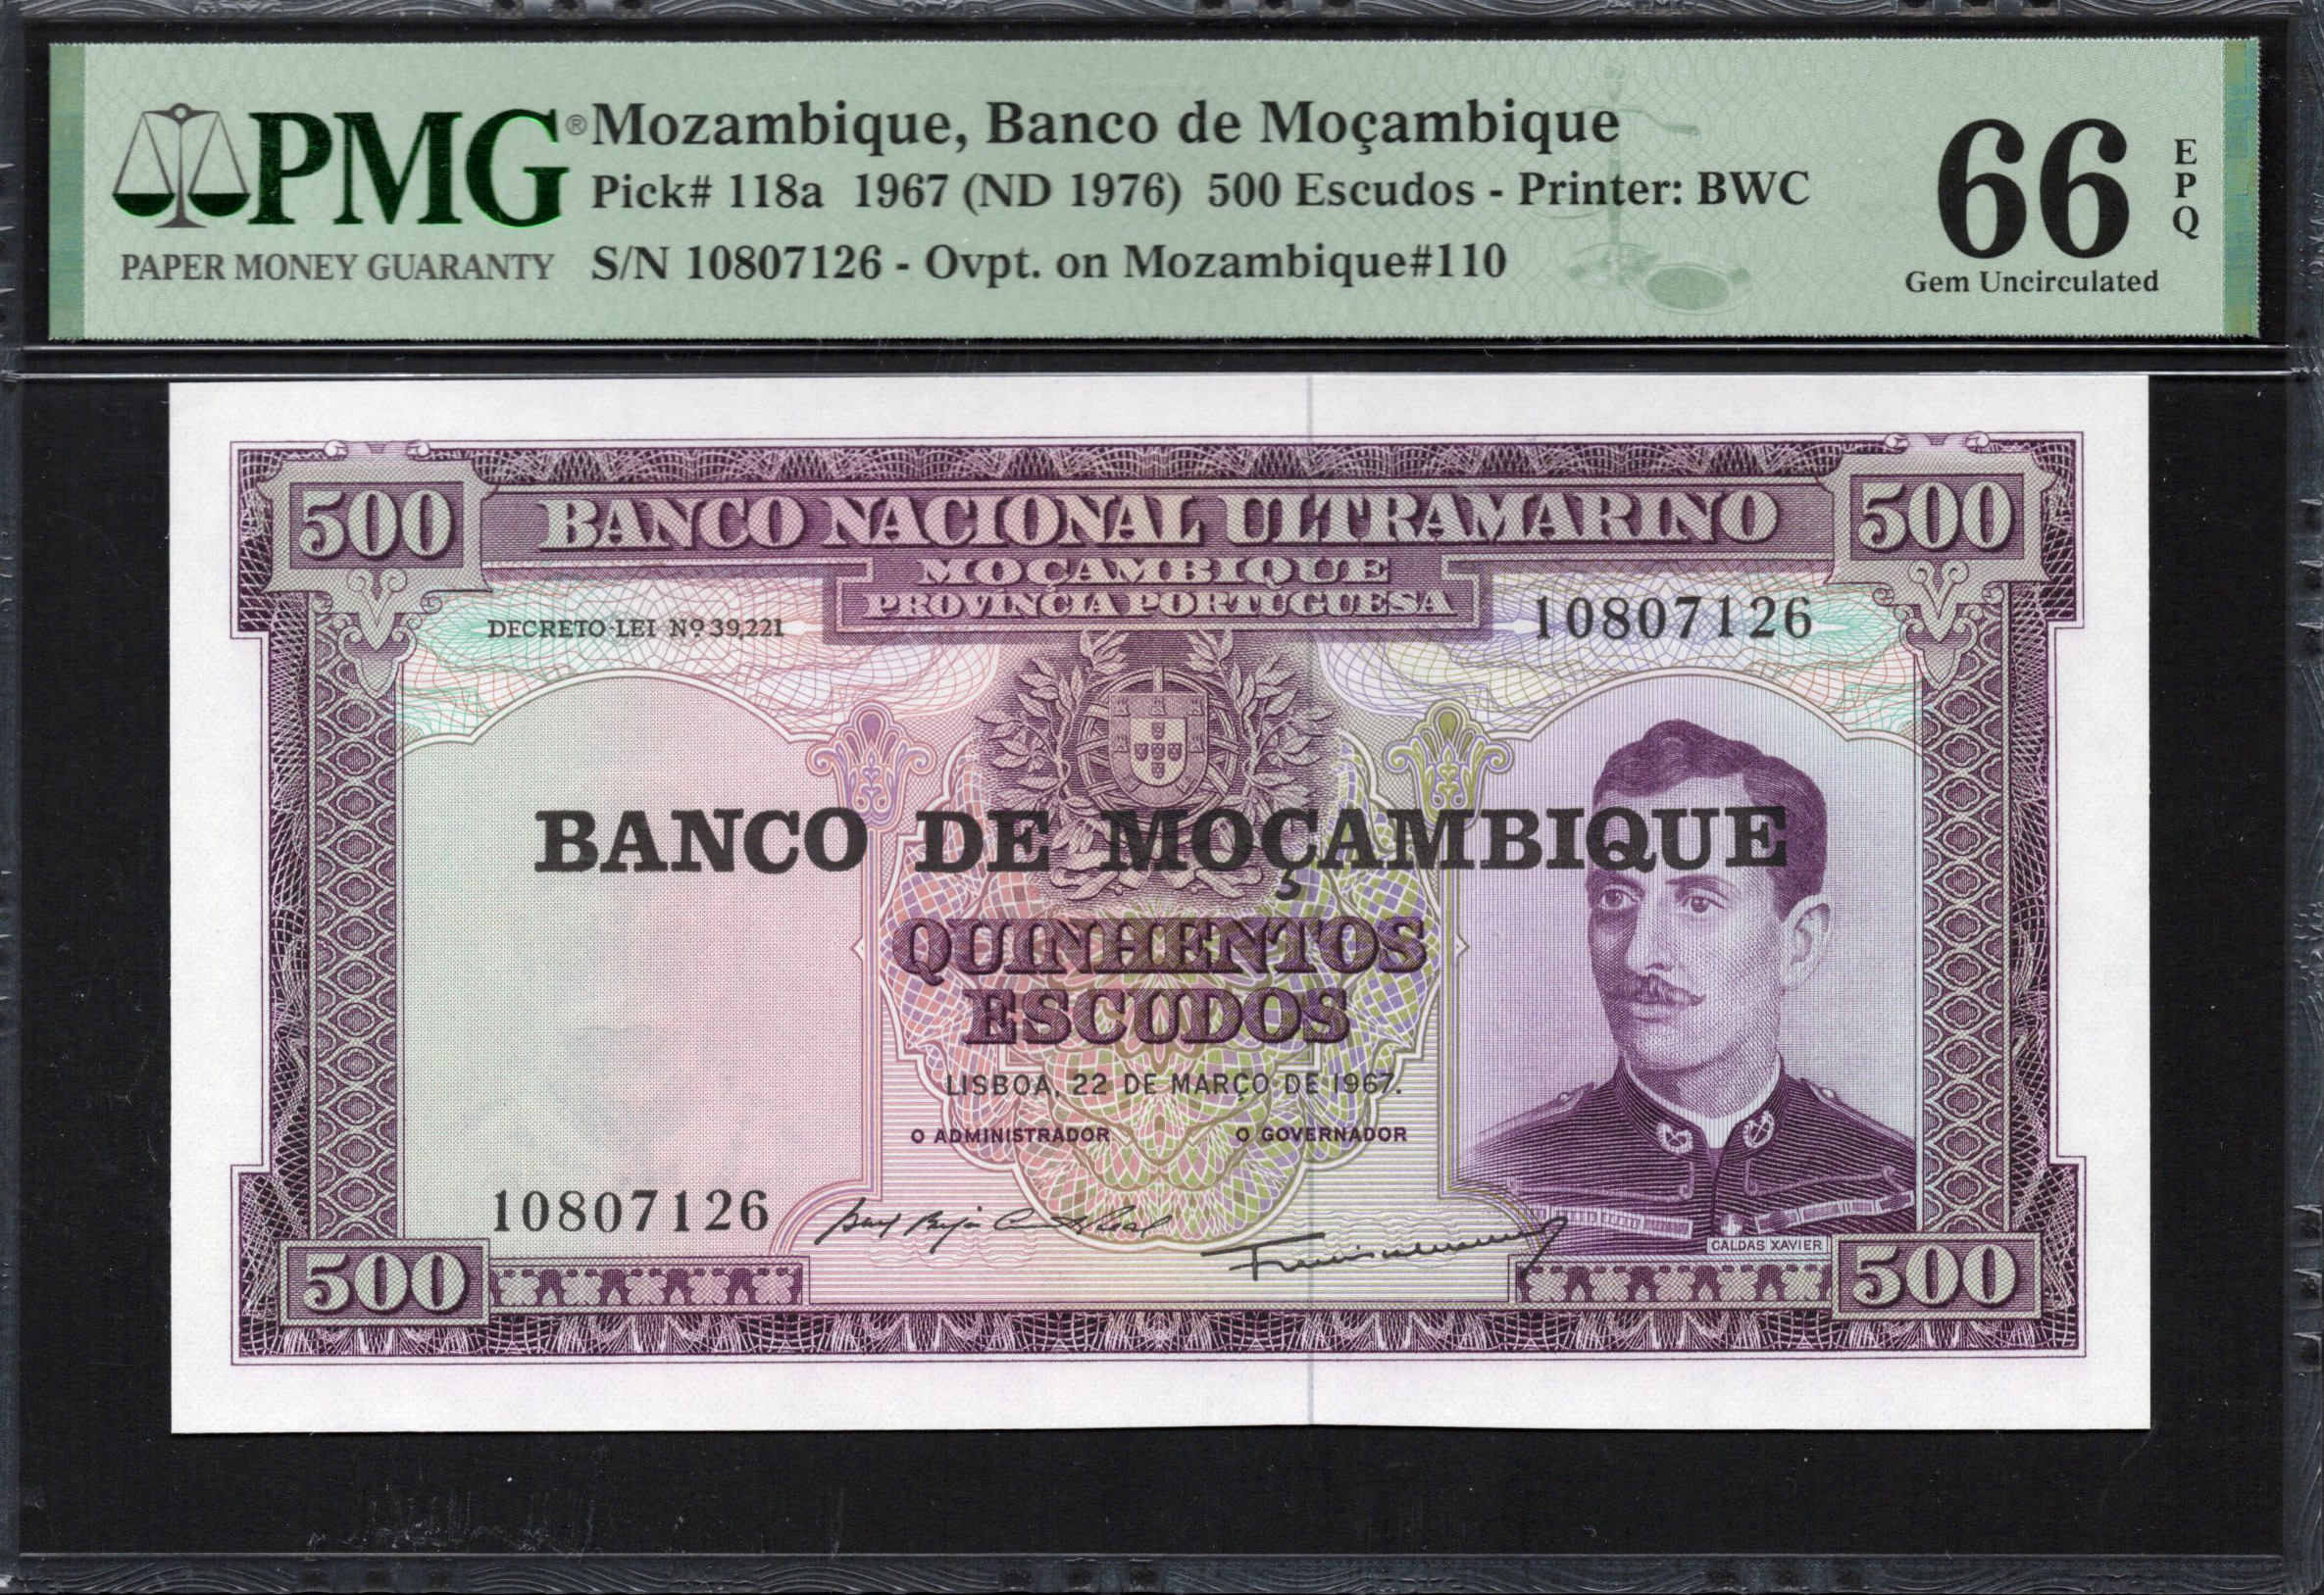 PMG®
PAPER MONEY GUARANTY
Mozambique, Banco de Moçambique
Pick# 118a 1967 (ND 1976) 500 Escudos - Printer: BWC
S/N 10807126 - Ovpt. on Mozambique#110
66
EPQ
Gem Uncirculated
500
BANCO NACIONAL ULTRAMARINO
500
MOÇAMBIQUE
PROVÍNCIA PORTUGUESA
DECRETO-LEI Nº 39,221
10807126
BANCO DE MOÇAMBIQUE
QUINHENTOS
ESCUDOS
LISBOA, 22 DE MARÇO DE 1967.
O ADMINISTRADOR
O GOVERNADOR
10807126
CALDAS XAVIER
500
500